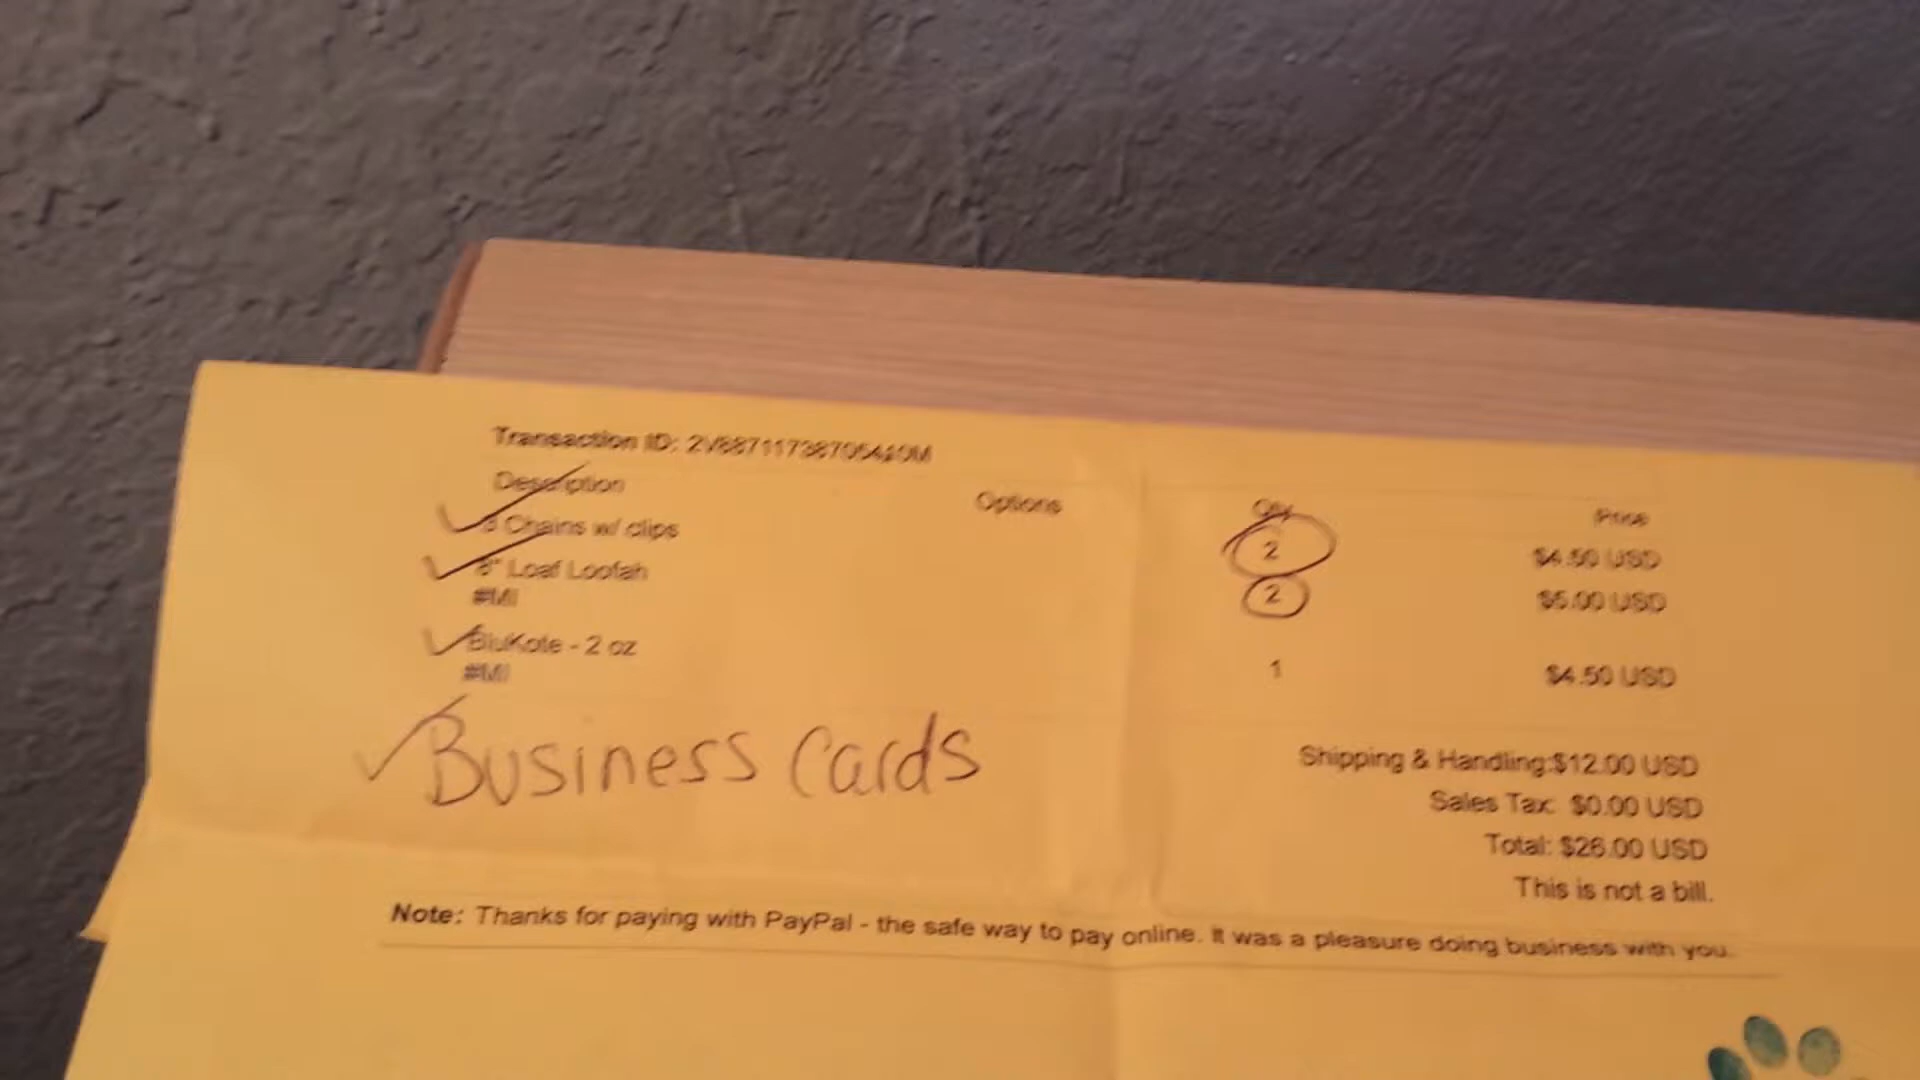 Description Options Qty Price
Chains w/ clips 2 $4.50 USD
8" Loaf Loofah 2 $5.00 USD
#MI
BluKote - 2 oz 1 $4.50 USD
#MI
Business Cards
Shipping & Handling:$12.00 USD
Sales Tax: $0.00 USD
Total: $26.00 USD
This is not a bill.
Note: Thanks for paying with PayPal - the safe way to pay online. It was a pleasure doing business with you.